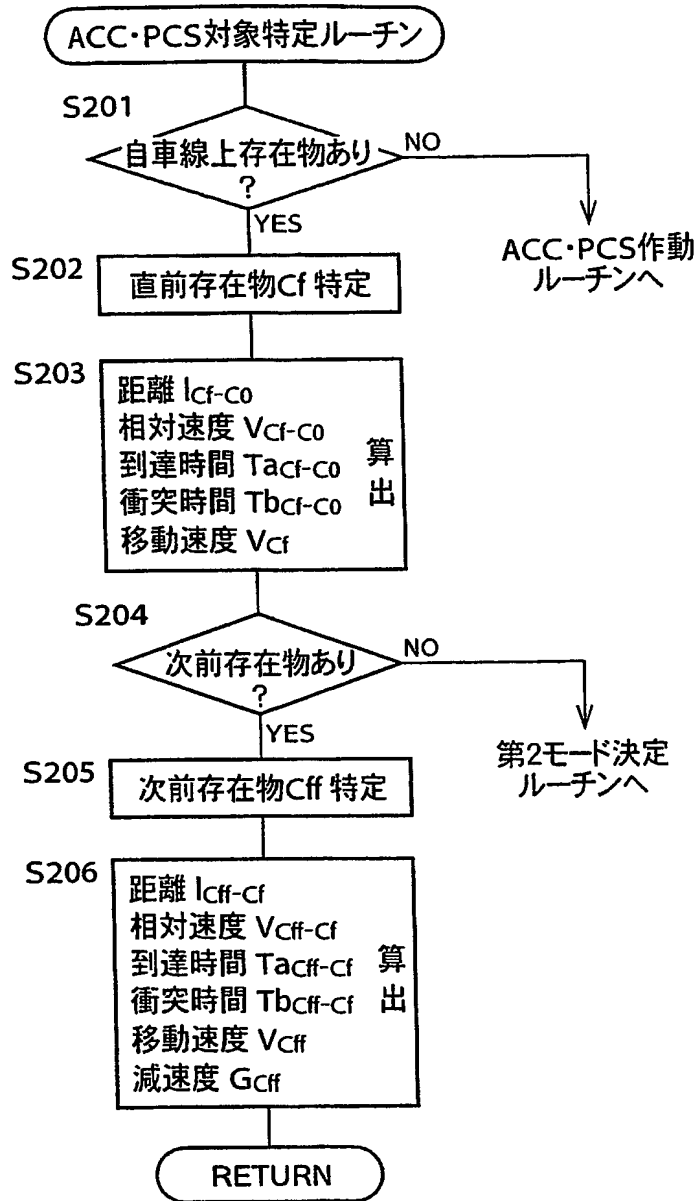 ACC・PCS対象特定ルーチン
S201
自車線上存在物あり
?
NO
YES
ACC・PCS作動
ルーチンへ
S202
直前存在物Cf 特定
S203
距離 lCf-C0
相対速度 VCf-C0
到達時間 TaCf-C0
衝突時間 TbCf-C0
移動速度 VCf
算出
S204
次前存在物あり
?
NO
YES
第2モード決定
ルーチンへ
S205
次前存在物Cff 特定
S206
距離 lCff-Cf
相対速度 VCff-Cf
到達時間 TaCff-Cf
衝突時間 TbCff-Cf
移動速度 VCff
減速度 GCff
算出
RETURN